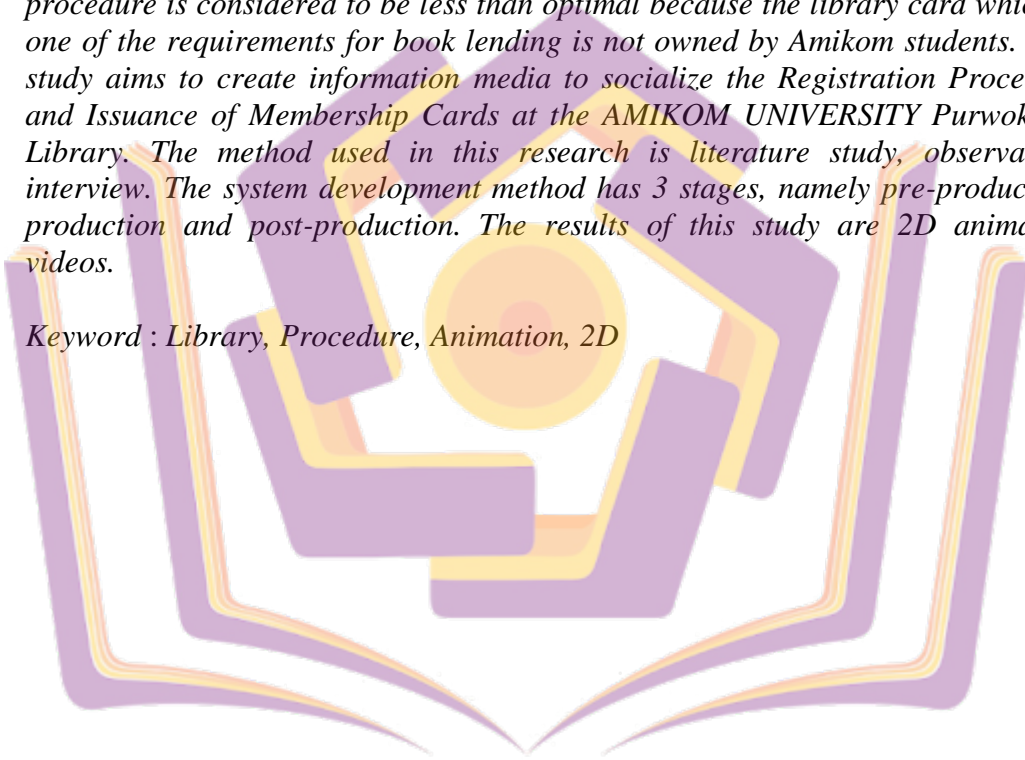 procedure is considered to be less than optimal because the library card
one of the requirements for book lending is not owned by Amikom students.
study aims to create information media to socialize the Registration
and Issuance of Membership Cards at the AMIKOM UNIVERSITY
Library. The method used in this research is literature study,
interview. The system development method has 3 stages, namely
production and post-production. The results of this study are 2D
videos.
Keyword : Library, Procedure, Animation, 2D